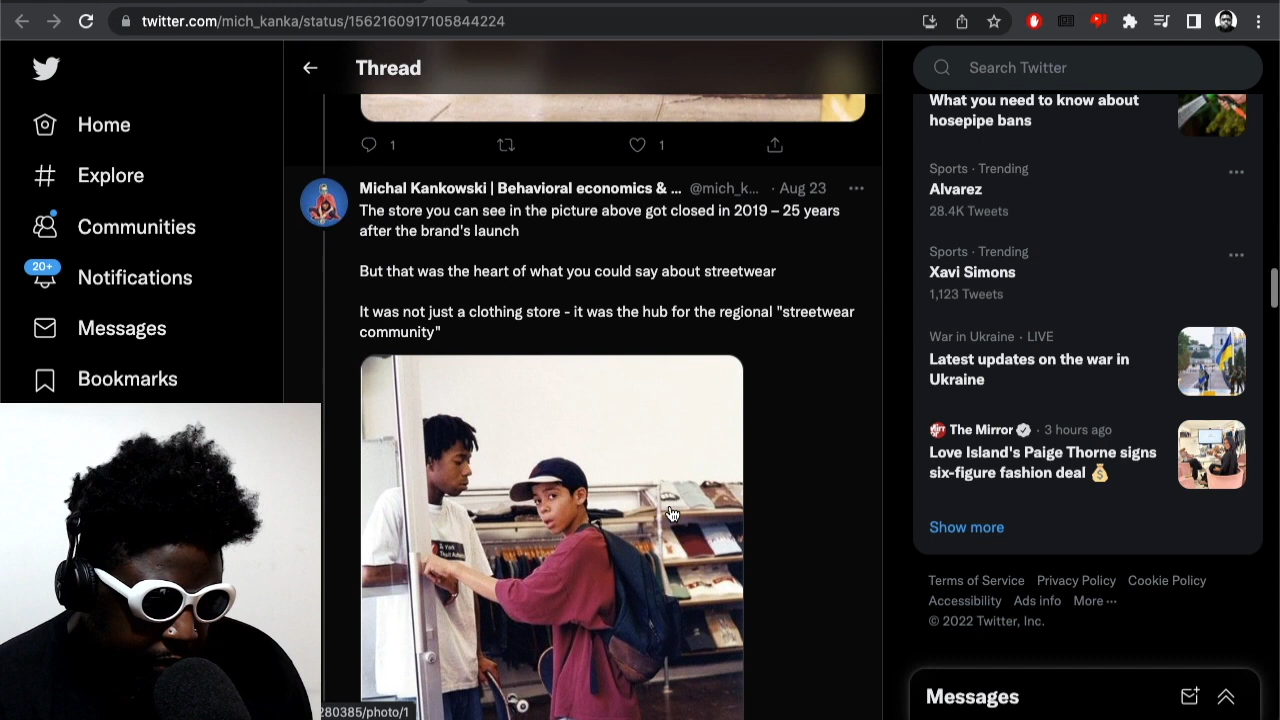 twitter.com/mich_kanka/status/1562160917105844224
Home
Explore
Communities
20+
Notifications
Messages
Bookmarks
Thread
1
1
Michal Kankowski | Behavioral economics & ... @mich_k... · Aug 23
The store you can see in the picture above got closed in 2019 – 25 years
after the brand's launch
But that was the heart of what you could say about streetwear
It was not just a clothing store - it was the hub for the regional "streetwear
community"
280385/photo/1
Search Twitter
What you need to know about
hosepipe bans
Sports · Trending
Alvarez
28.4K Tweets
Sports · Trending
Xavi Simons
1,123 Tweets
War in Ukraine · LIVE
Latest updates on the war in
Ukraine
The Mirror · 3 hours ago
Love Island's Paige Thorne signs
six-figure fashion deal 💰
Show more
Terms of Service Privacy Policy Cookie Policy
Accessibility Ads info More ···
© 2022 Twitter, Inc.
Messages